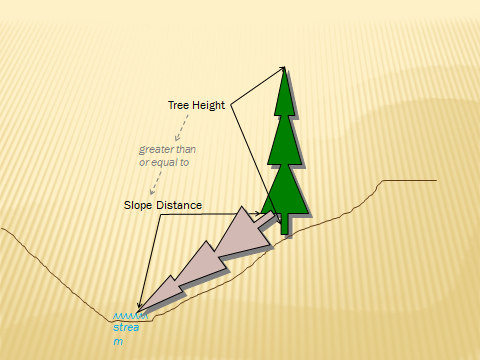 Tree Height
greater than
or equal to
Slope Distance
strea
m